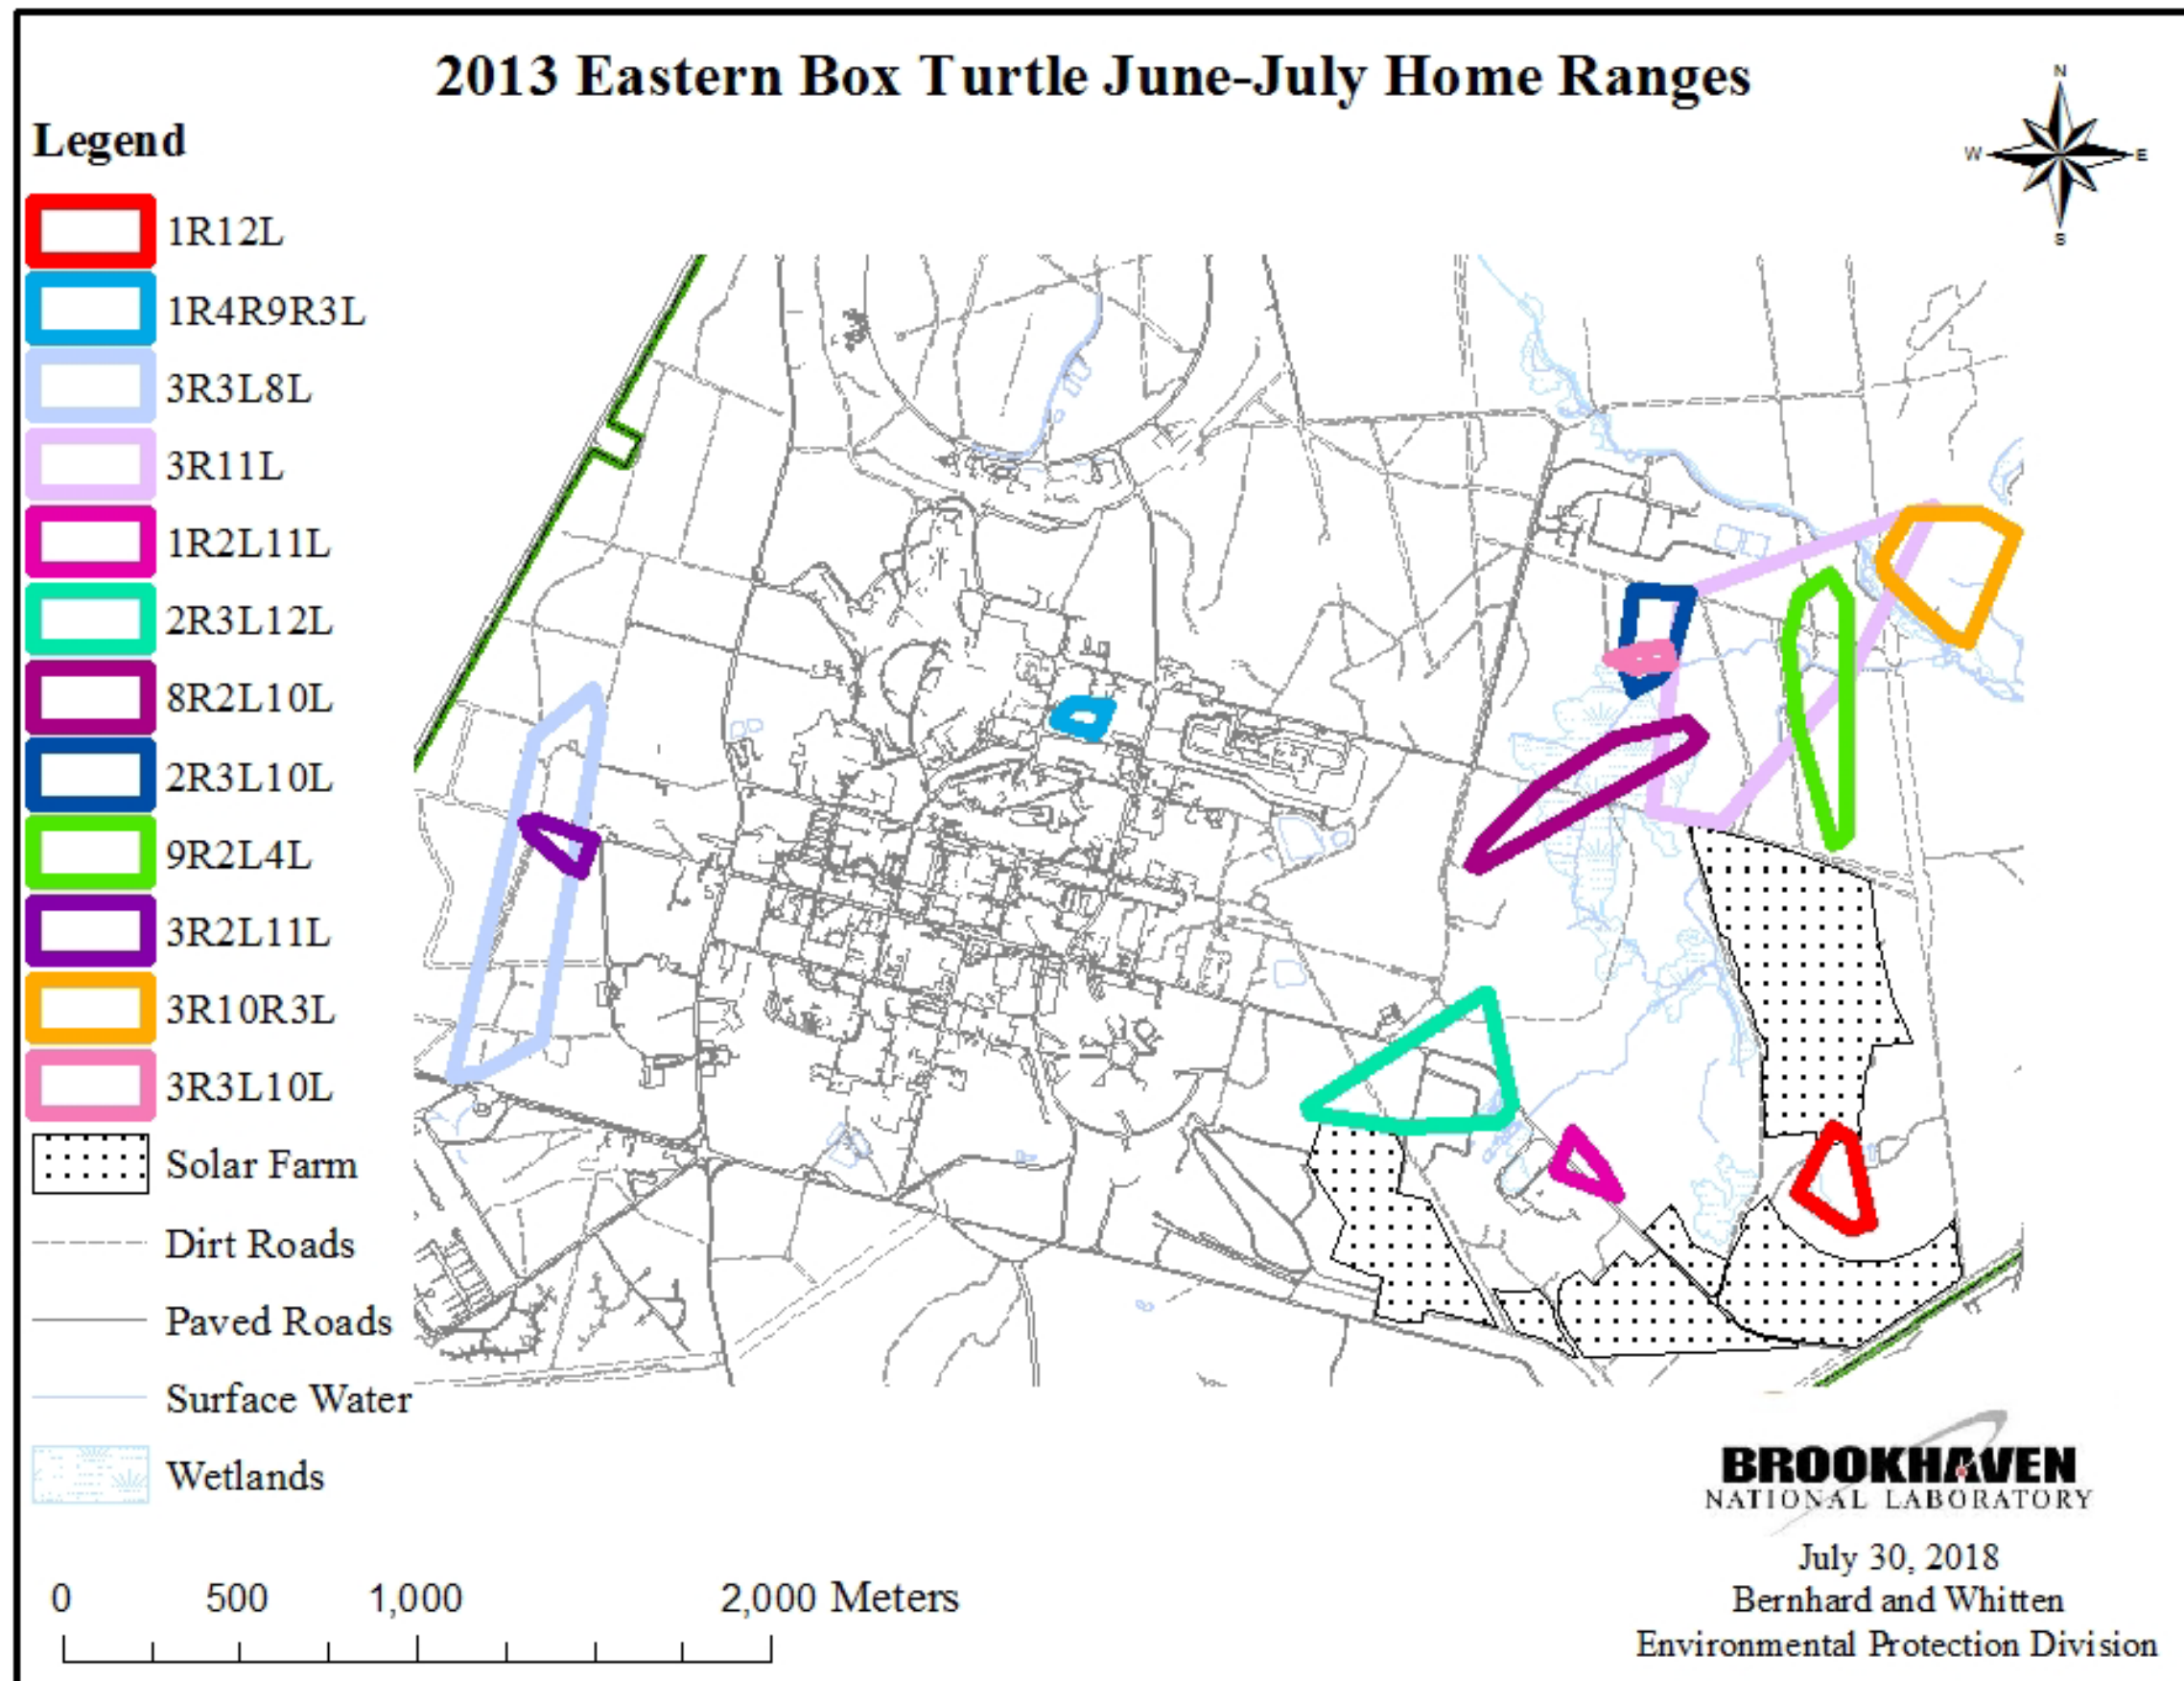 2013 Eastern Box Turtle June-July Home Ranges
N
W E
S
Legend
1R12L
1R4R9R3L
3R3L8L
3R11L
1R2L11L
2R3L12L
8R2L10L
2R3L10L
9R2L4L
3R2L11L
3R10R3L
3R3L10L
Solar Farm
Dirt Roads
Paved Roads
Surface Water
Wetlands
0 500 1,000 2,000 Meters
BROOKHAVEN
NATIONAL LABORATORY
July 30, 2018
Bernhard and Whitten
Environmental Protection Division